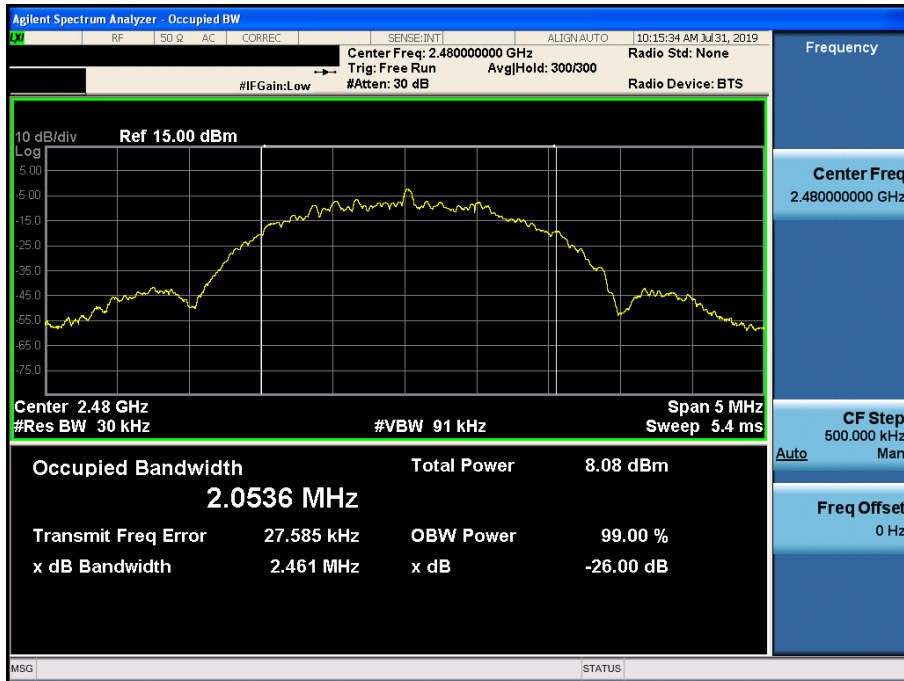 Agilent Spectrum Analyzer - Occupied BW
LXI RF 50 Ω AC CORREC SENSE:INT ALIGN AUTO 10:15:34 AM Jul 31, 2019
Center Freq: 2.480000000 GHz Radio Std: None
Trig: Free Run Avg|Hold: 300/300
#IFGain:Low #Atten: 30 dB Radio Device: BTS
Frequency
10 dB/div Ref 15.00 dBm
Log
5.00
-5.00
-15.0
-25.0
-35.0
-45.0
-55.0
-65.0
-75.0
Center 2.48 GHz Span 5 MHz
#Res BW 30 kHz #VBW 91 kHz Sweep 5.4 ms
Occupied Bandwidth Total Power 8.08 dBm
2.0536 MHz
Transmit Freq Error 27.585 kHz OBW Power 99.00 %
x dB Bandwidth 2.461 MHz x dB -26.00 dB
Center Freq
2.480000000 GHz
CF Step
500.000 kHz
Auto Man
Freq Offset
0 Hz
MSG STATUS